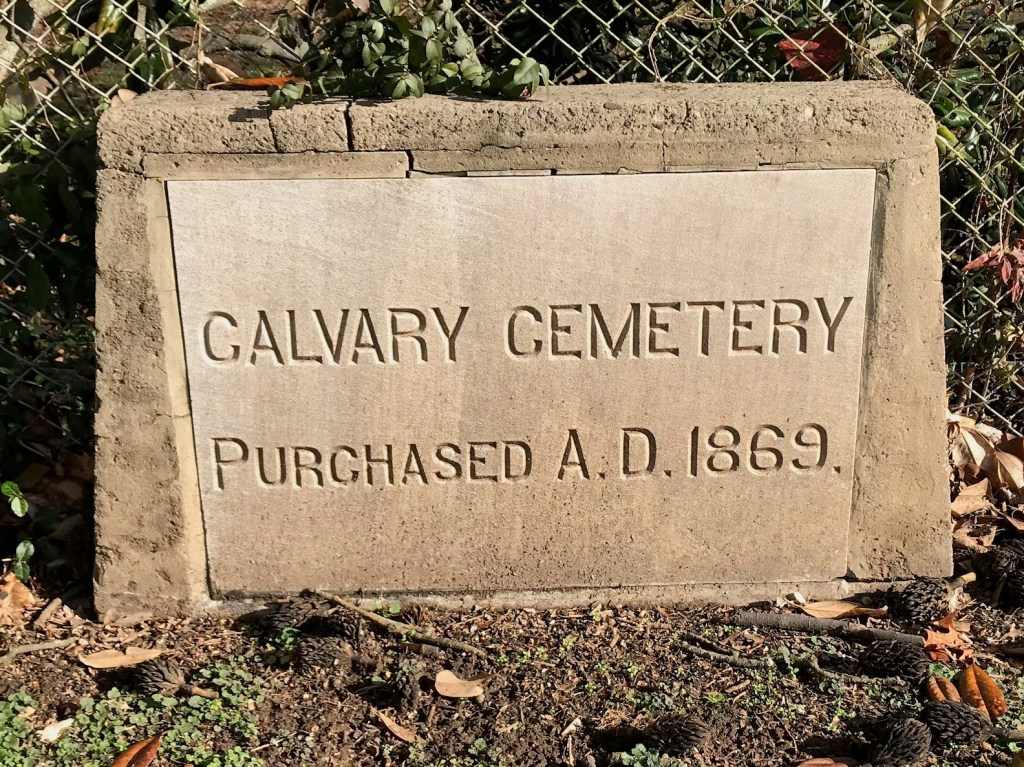 CALVARY CEMETERY
PURCHASED A.D. 1869.